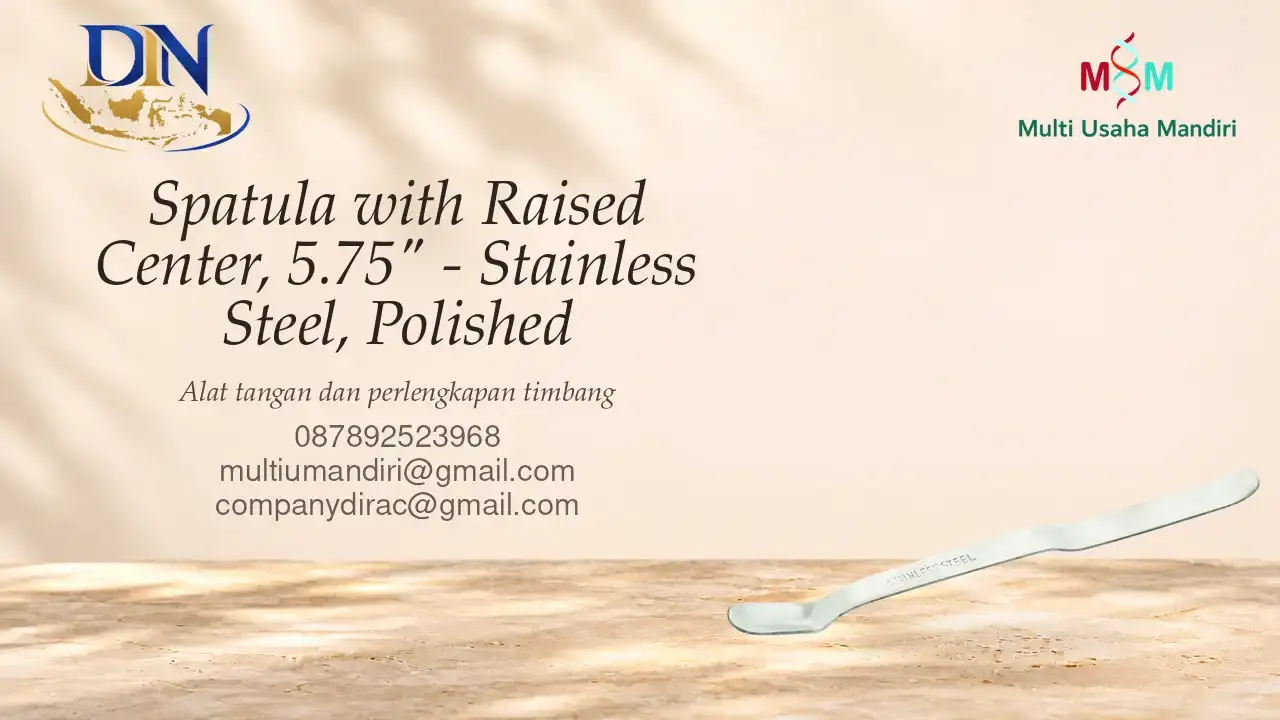 DIN
M M
Multi Usaha Mandiri
Spatula with Raised
Center, 5.75" - Stainless
Steel, Polished
Alat tangan dan perlengkapan timbang
087892523968
multiumandiri@gmail.com
companydirac@gmail.com
STAINLESS STEEL